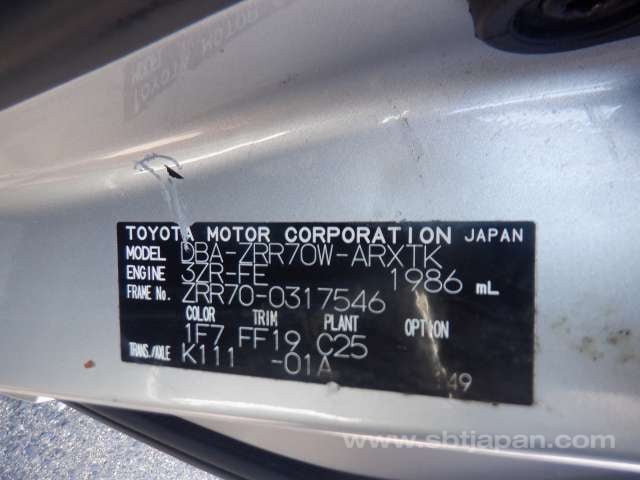 TOYOTA MOTOR CORPORATION JAPAN
MODEL DBA-ZRR70W-ARXTK
ENGINE 3ZR-FE 1986 mL
FRAME No. ZRR70-0317546
COLOR TRIM PLANT OPTION
1F7 FF19 C25
TRANS./AXLE K111 -01A
149
www.sbtjapan.com